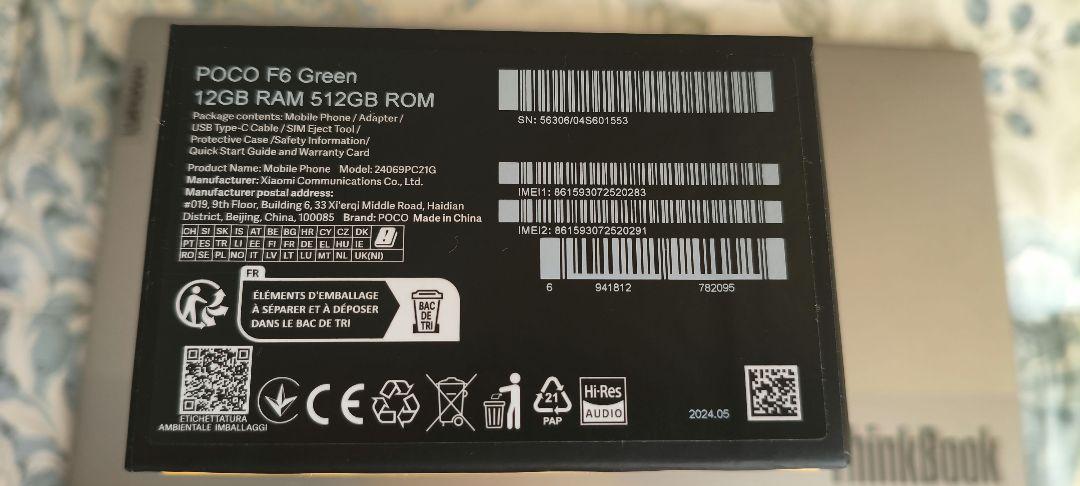 POCO F6 Green
12GB RAM 512GB ROM
Package contents: Mobile Phone / Adapter /
USB Type-C Cable / SIM Eject Tool /
Protective Case /Safety Information/
Quick Start Guide and Warranty Card
Product Name: Mobile Phone Model: 24069PC21G
Manufacturer: Xiaomi Communications Co., Ltd.
Manufacturer postal address:
#019, 9th Floor, Building 6, 33 Xi'erqi Middle Road, Haidian
District, Beijing, China, 100085 Brand: POCO Made in China
CH SI SK IS AT BE BG HR CY CZ DK
PT ES TR LI EE FI FR DE EL HU IE
RO SE PL NO IT LV LT LU MT NL UK(NI)
FR
ÉLÉMENTS D'EMBALLAGE
À SÉPARER ET À DÉPOSER
DANS LE BAC DE TRI
BAC
DE
TRI
ETICHETTATURA
AMBIENTALE IMBALLAGGI
CE
21
PAP
Hi-Res
AUDIO
SN: 56306/04S601553
IMEI1: 861593072520283
IMEI2: 861593072520291
6 941812 782095
2024.05
Lenovo
ThinkBook